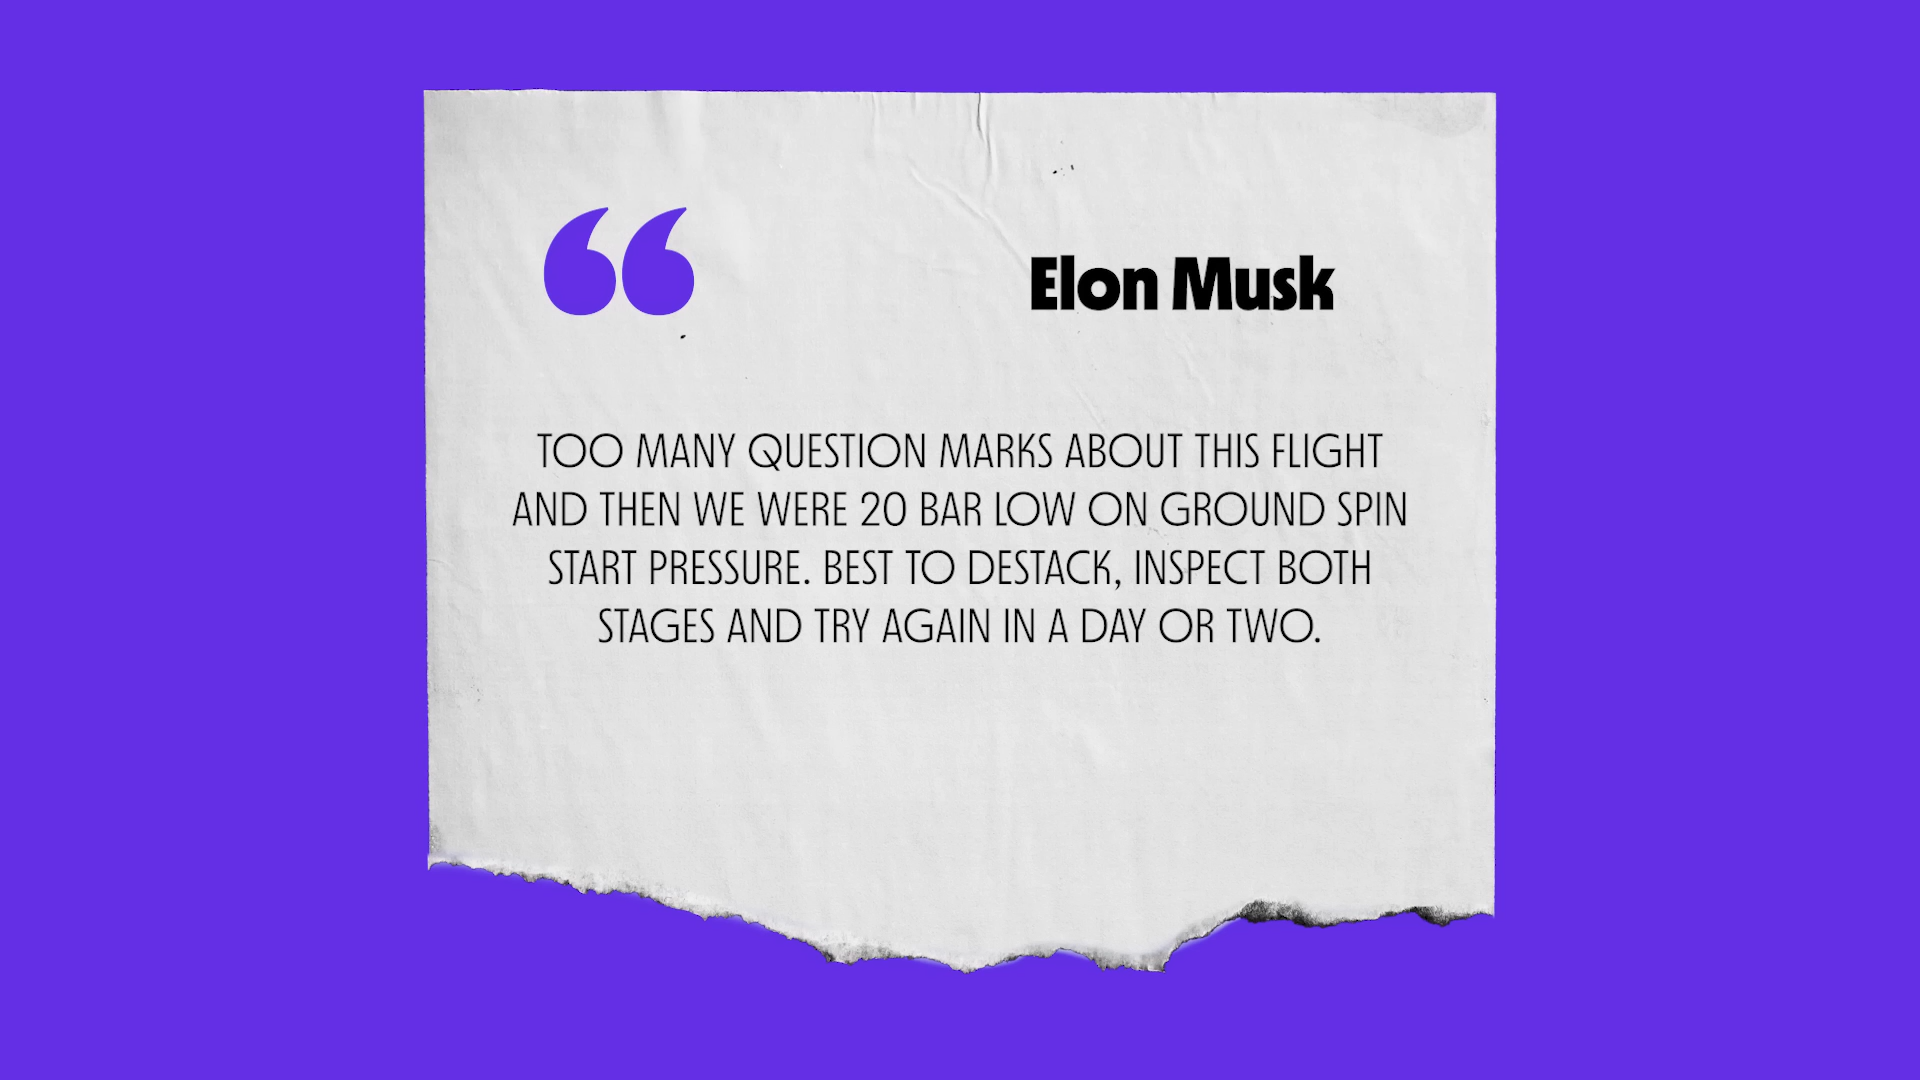 “
Elon Musk
TOO MANY QUESTION MARKS ABOUT THIS FLIGHT
AND THEN WE WERE 20 BAR LOW ON GROUND SPIN
START PRESSURE. BEST TO DESTACK, INSPECT BOTH
STAGES AND TRY AGAIN IN A DAY OR TWO.